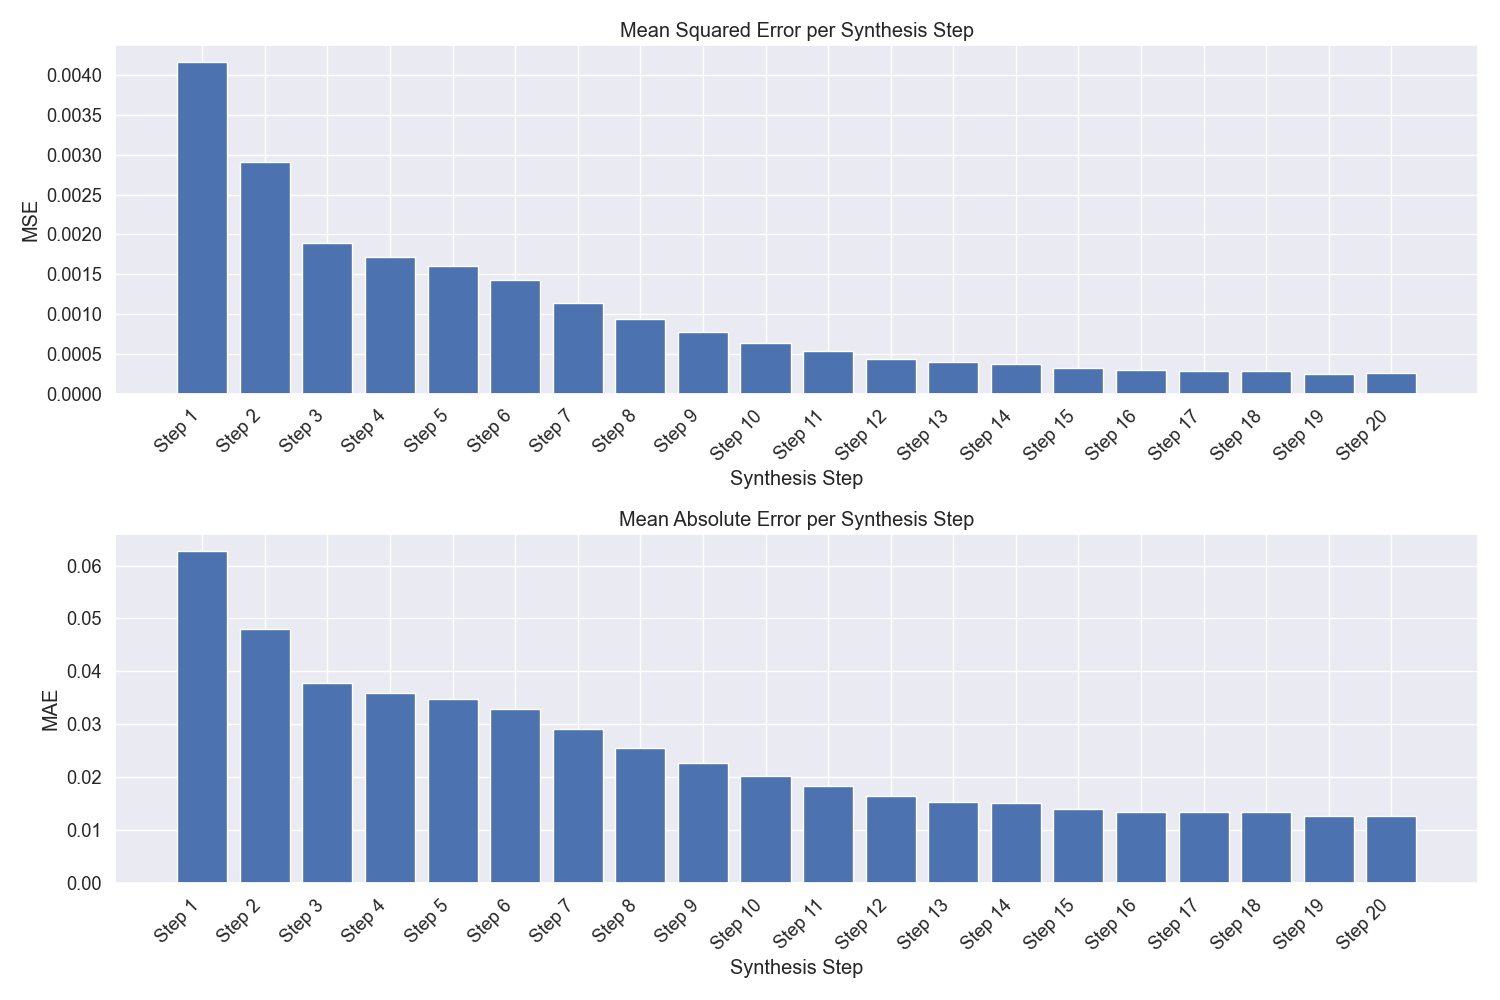 Mean Squared Error per Synthesis Step
0.0040
0.0035
0.0030
0.0025
0.0020
0.0015
0.0010
0.0005
0.0000
MSE
Step 1
Step 2
Step 3
Step 4
Step 5
Step 6
Step 7
Step 8
Step 9
Step 10
Step 11
Step 12
Step 13
Step 14
Step 15
Step 16
Step 17
Step 18
Step 19
Step 20
Synthesis Step
Mean Absolute Error per Synthesis Step
0.06
0.05
0.04
0.03
0.02
0.01
0.00
MAE
Step 1
Step 2
Step 3
Step 4
Step 5
Step 6
Step 7
Step 8
Step 9
Step 10
Step 11
Step 12
Step 13
Step 14
Step 15
Step 16
Step 17
Step 18
Step 19
Step 20
Synthesis Step